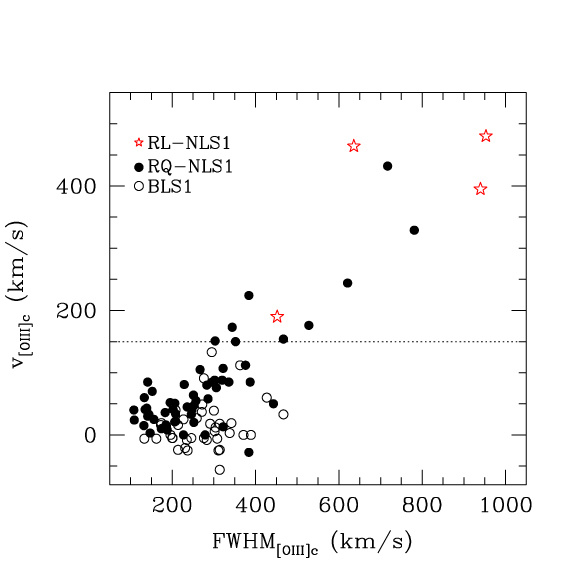 RL-NLS1
RQ-NLS1
BLS1
400
200
0
v[OIII]c (km/s)
200 400 600 800 1000
FWHM[OIII]c (km/s)